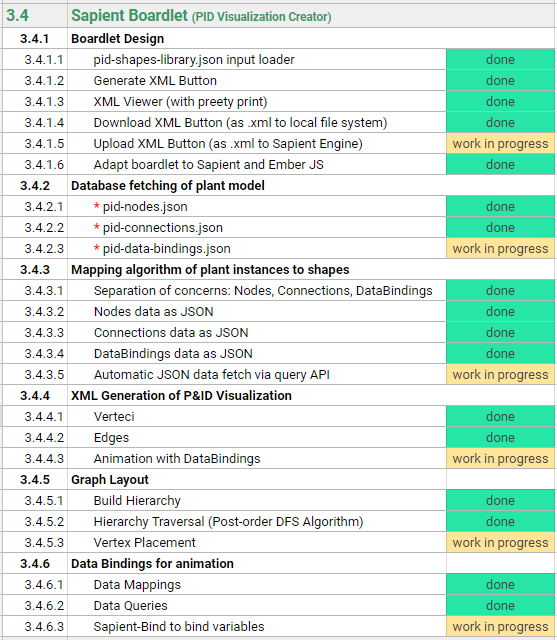 3.4 Sapient Boardlet (PID Visualization Creator)
3.4.1 Boardlet Design
3.4.1.1 pid-shapes-library.json input loader done
3.4.1.2 Generate XML Button done
3.4.1.3 XML Viewer (with preety print) done
3.4.1.4 Download XML Button (as .xml to local file system) done
3.4.1.5 Upload XML Button (as .xml to Sapient Engine) work in progress
3.4.1.6 Adapt boardlet to Sapient and Ember JS done
3.4.2 Database fetching of plant model
3.4.2.1 * pid-nodes.json done
3.4.2.2 * pid-connections.json done
3.4.2.3 * pid-data-bindings.json work in progress
3.4.3 Mapping algorithm of plant instances to shapes
3.4.3.1 Separation of concerns: Nodes, Connections, DataBindings done
3.4.3.2 Nodes data as JSON done
3.4.3.3 Connections data as JSON done
3.4.3.4 DataBindings data as JSON done
3.4.3.5 Automatic JSON data fetch via query API work in progress
3.4.4 XML Generation of P&ID Visualization
3.4.4.1 Verteci done
3.4.4.2 Edges done
3.4.4.3 Animation with DataBindings work in progress
3.4.5 Graph Layout
3.4.5.1 Build Hierarchy done
3.4.5.2 Hierarchy Traversal (Post-order DFS Algorithm) done
3.4.5.3 Vertex Placement work in progress
3.4.6 Data Bindings for animation
3.4.6.1 Data Mappings done
3.4.6.2 Data Queries done
3.4.6.3 Sapient-Bind to bind variables work in progress